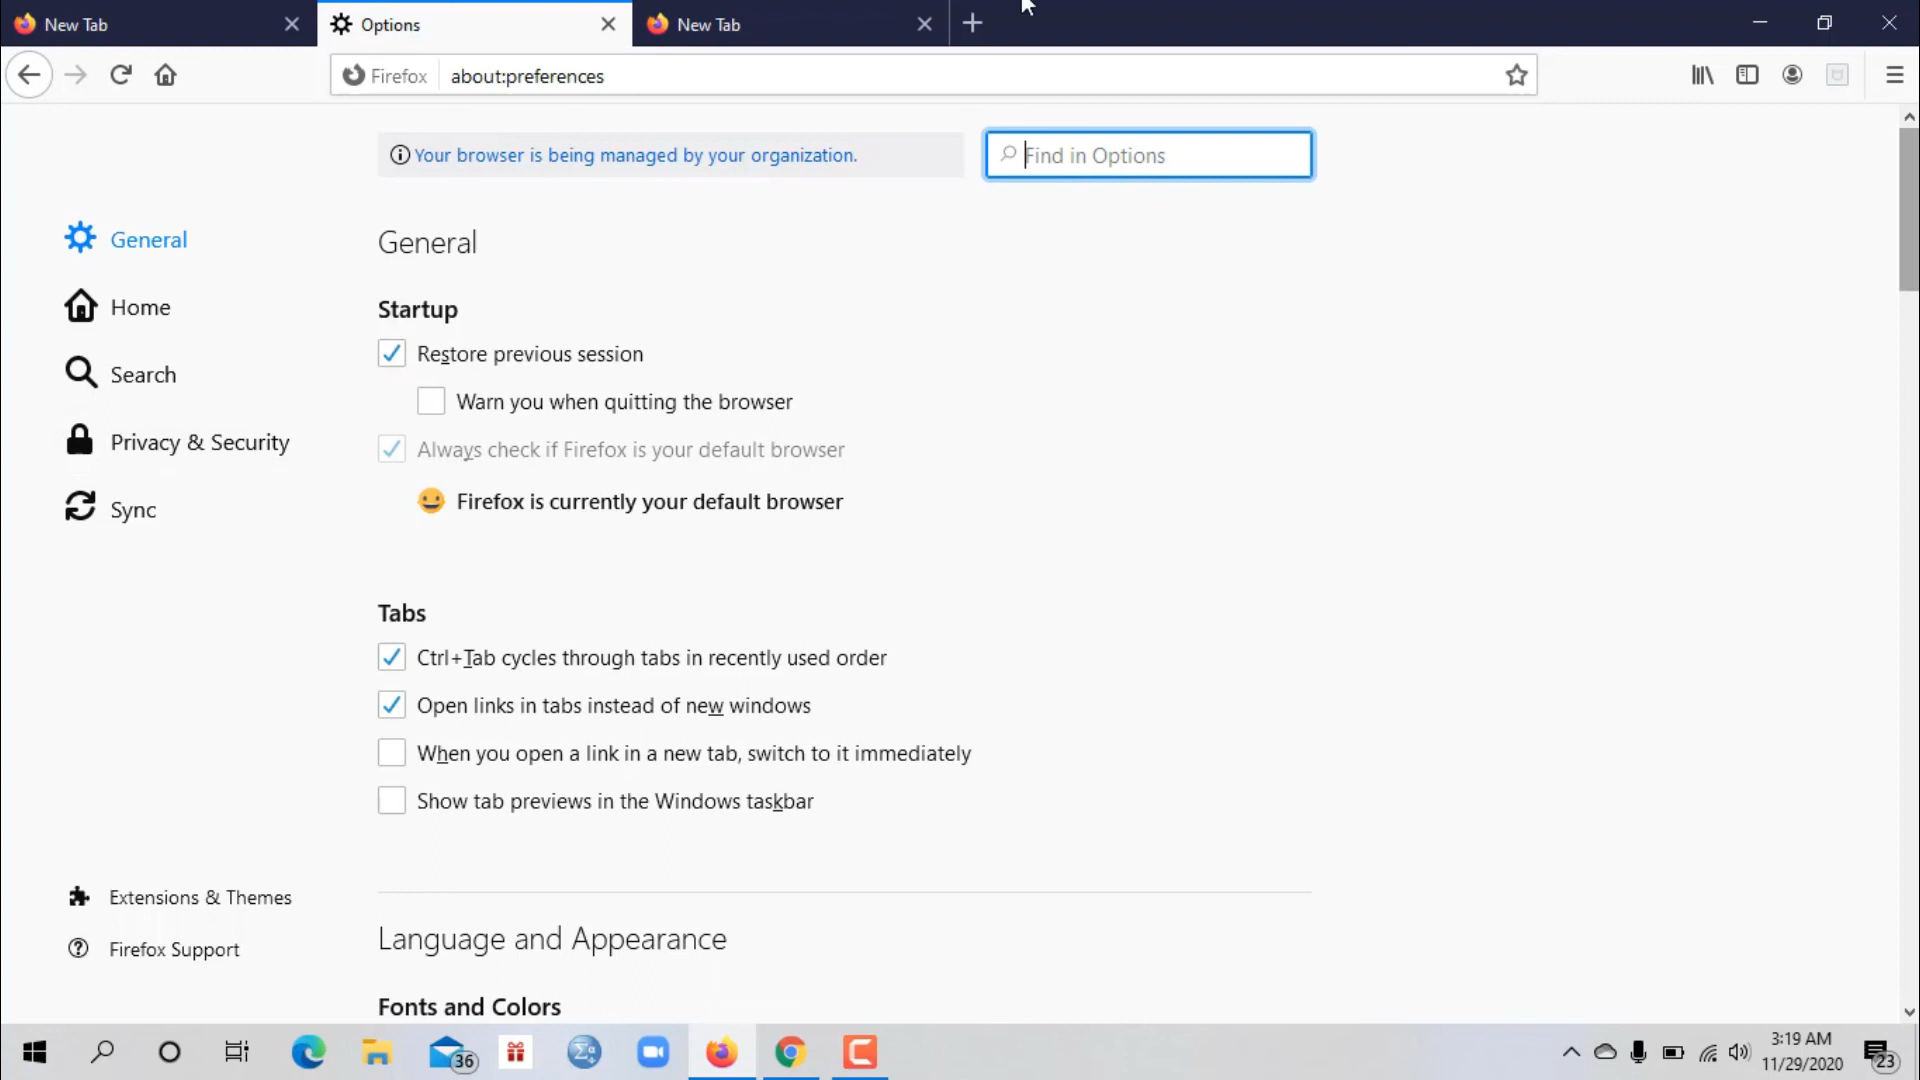 New Tab
Options
New Tab
Firefox
about:preferences
Your browser is being managed by your organization.
Find in Options
General
Home
Search
Privacy & Security
Sync
Extensions & Themes
Firefox Support
General
Startup
Restore previous session
Warn you when quitting the browser
Always check if Firefox is your default browser
Firefox is currently your default browser
Tabs
Ctrl+Tab cycles through tabs in recently used order
Open links in tabs instead of new windows
When you open a link in a new tab, switch to it immediately
Show tab previews in the Windows taskbar
Language and Appearance
Fonts and Colors
36
Σα
3:19 AM
11/29/2020
23